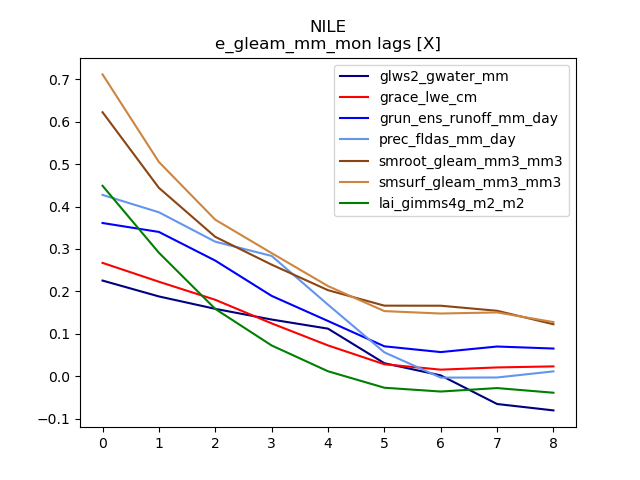 NILE
e_gleam_mm_mon lags [X]
glws2_gwater_mm
grace_lwe_cm
grun_ens_runoff_mm_day
prec_fldas_mm_day
smroot_gleam_mm3_mm3
smsurf_gleam_mm3_mm3
lai_gimms4g_m2_m2
0.7
0.6
0.5
0.4
0.3
0.2
0.1
0.0
−0.1
0 1 2 3 4 5 6 7 8